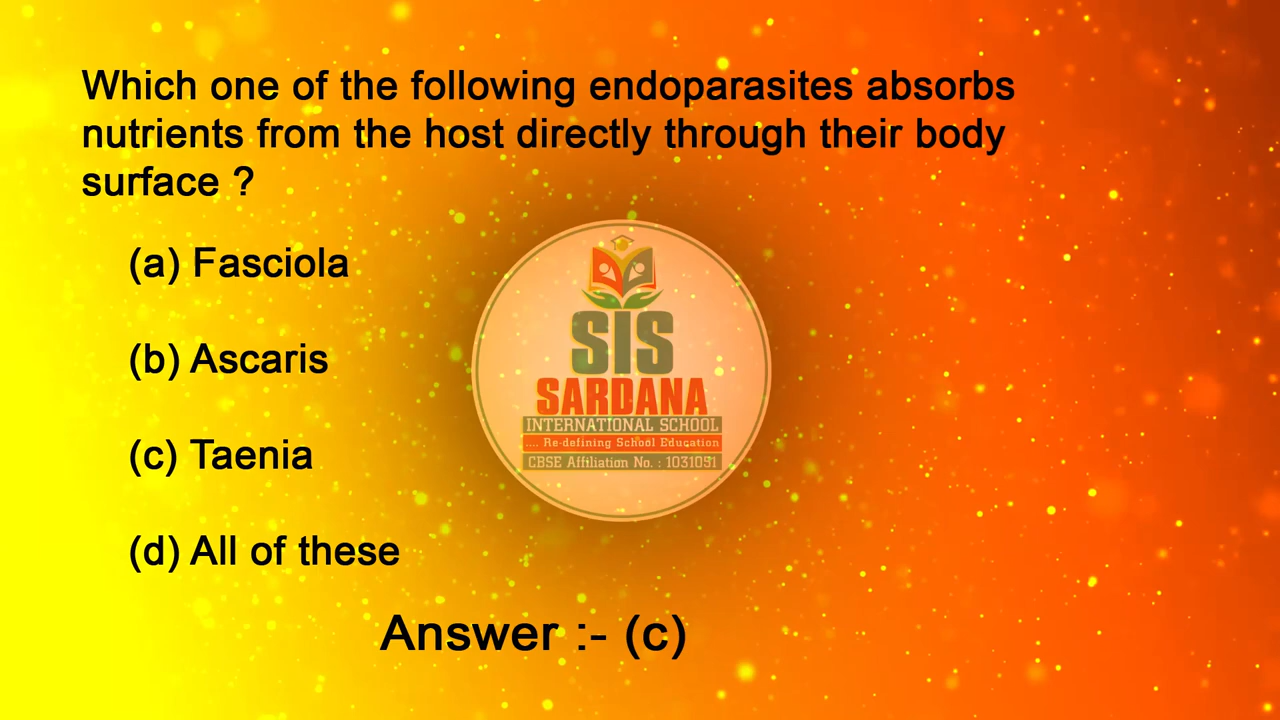 Which one of the following endoparasites absorbs
nutrients from the host directly through their body
surface ?
(a) Fasciola
(b) Ascaris
(c) Taenia
(d) All of these
SIS
SARDANA
INTERNATIONAL SCHOOL
.... Re-defining School Education
CBSE Affiliation No. : 1031051
Answer :- (c)